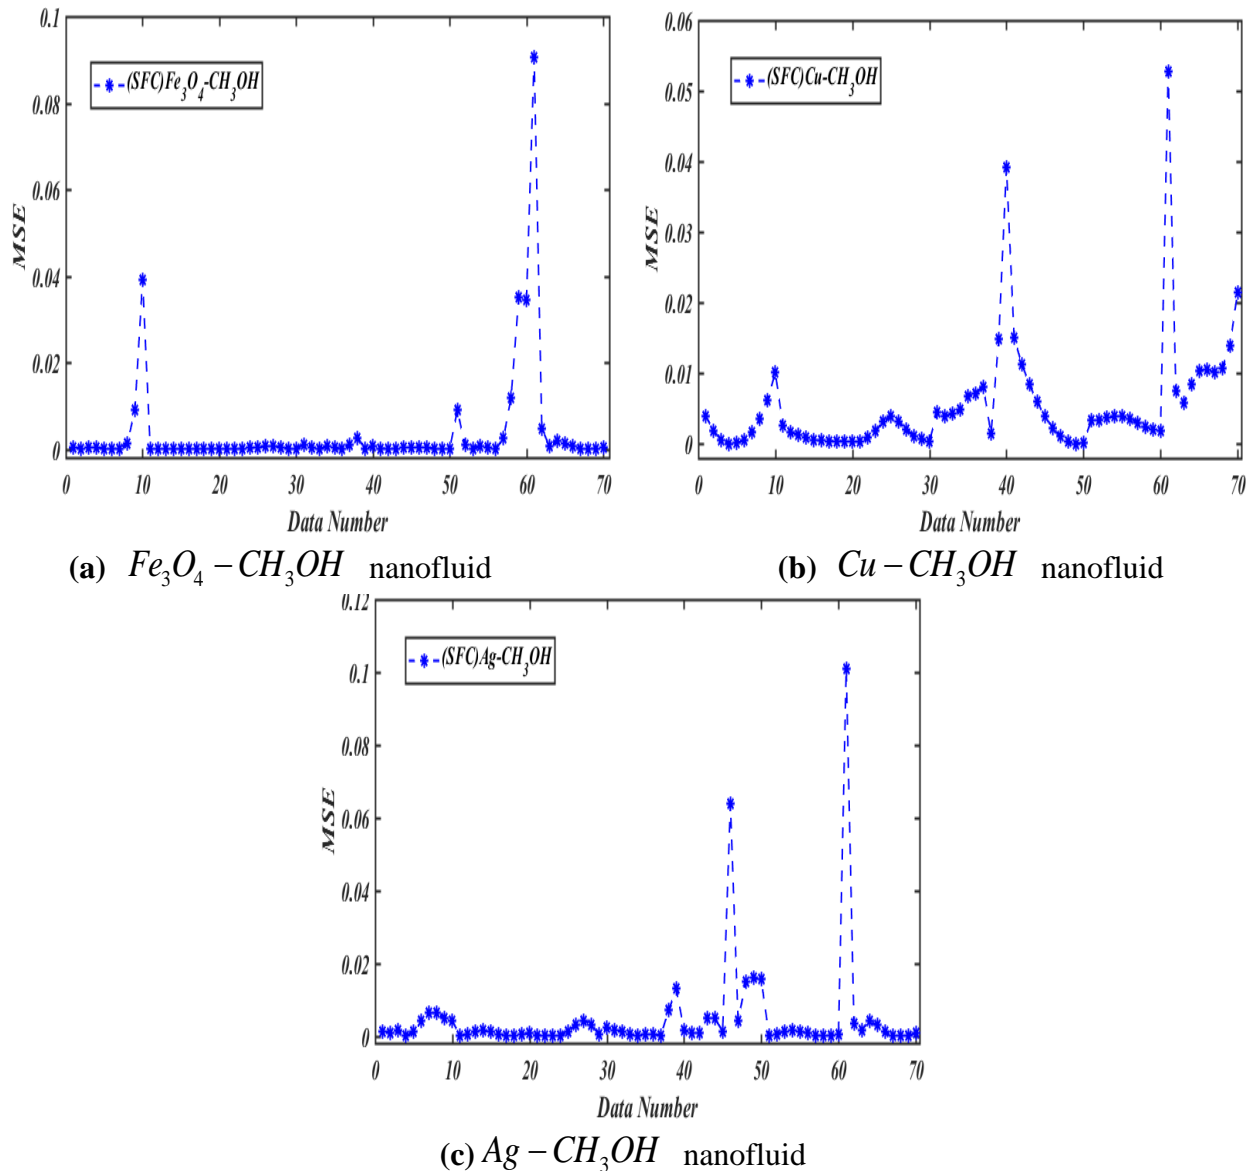 0.1
0.08
0.06
0.04
0.02
0
MSE
(SFC)Fe3O4-CH3OH
0 10 20 30 40 50 60 70
Data Number
(a) Fe3O4 – CH3OH nanofluid
0.06
0.05
0.04
0.03
0.02
0.01
0
MSE
(SFC)Cu-CH3OH
0 10 20 30 40 50 60 70
Data Number
(b) Cu – CH3OH nanofluid
0.12
0.1
0.08
0.06
0.04
0.02
0
MSE
(SFC)Ag-CH3OH
0 10 20 30 40 50 60 70
Data Number
(c) Ag – CH3OH nanofluid